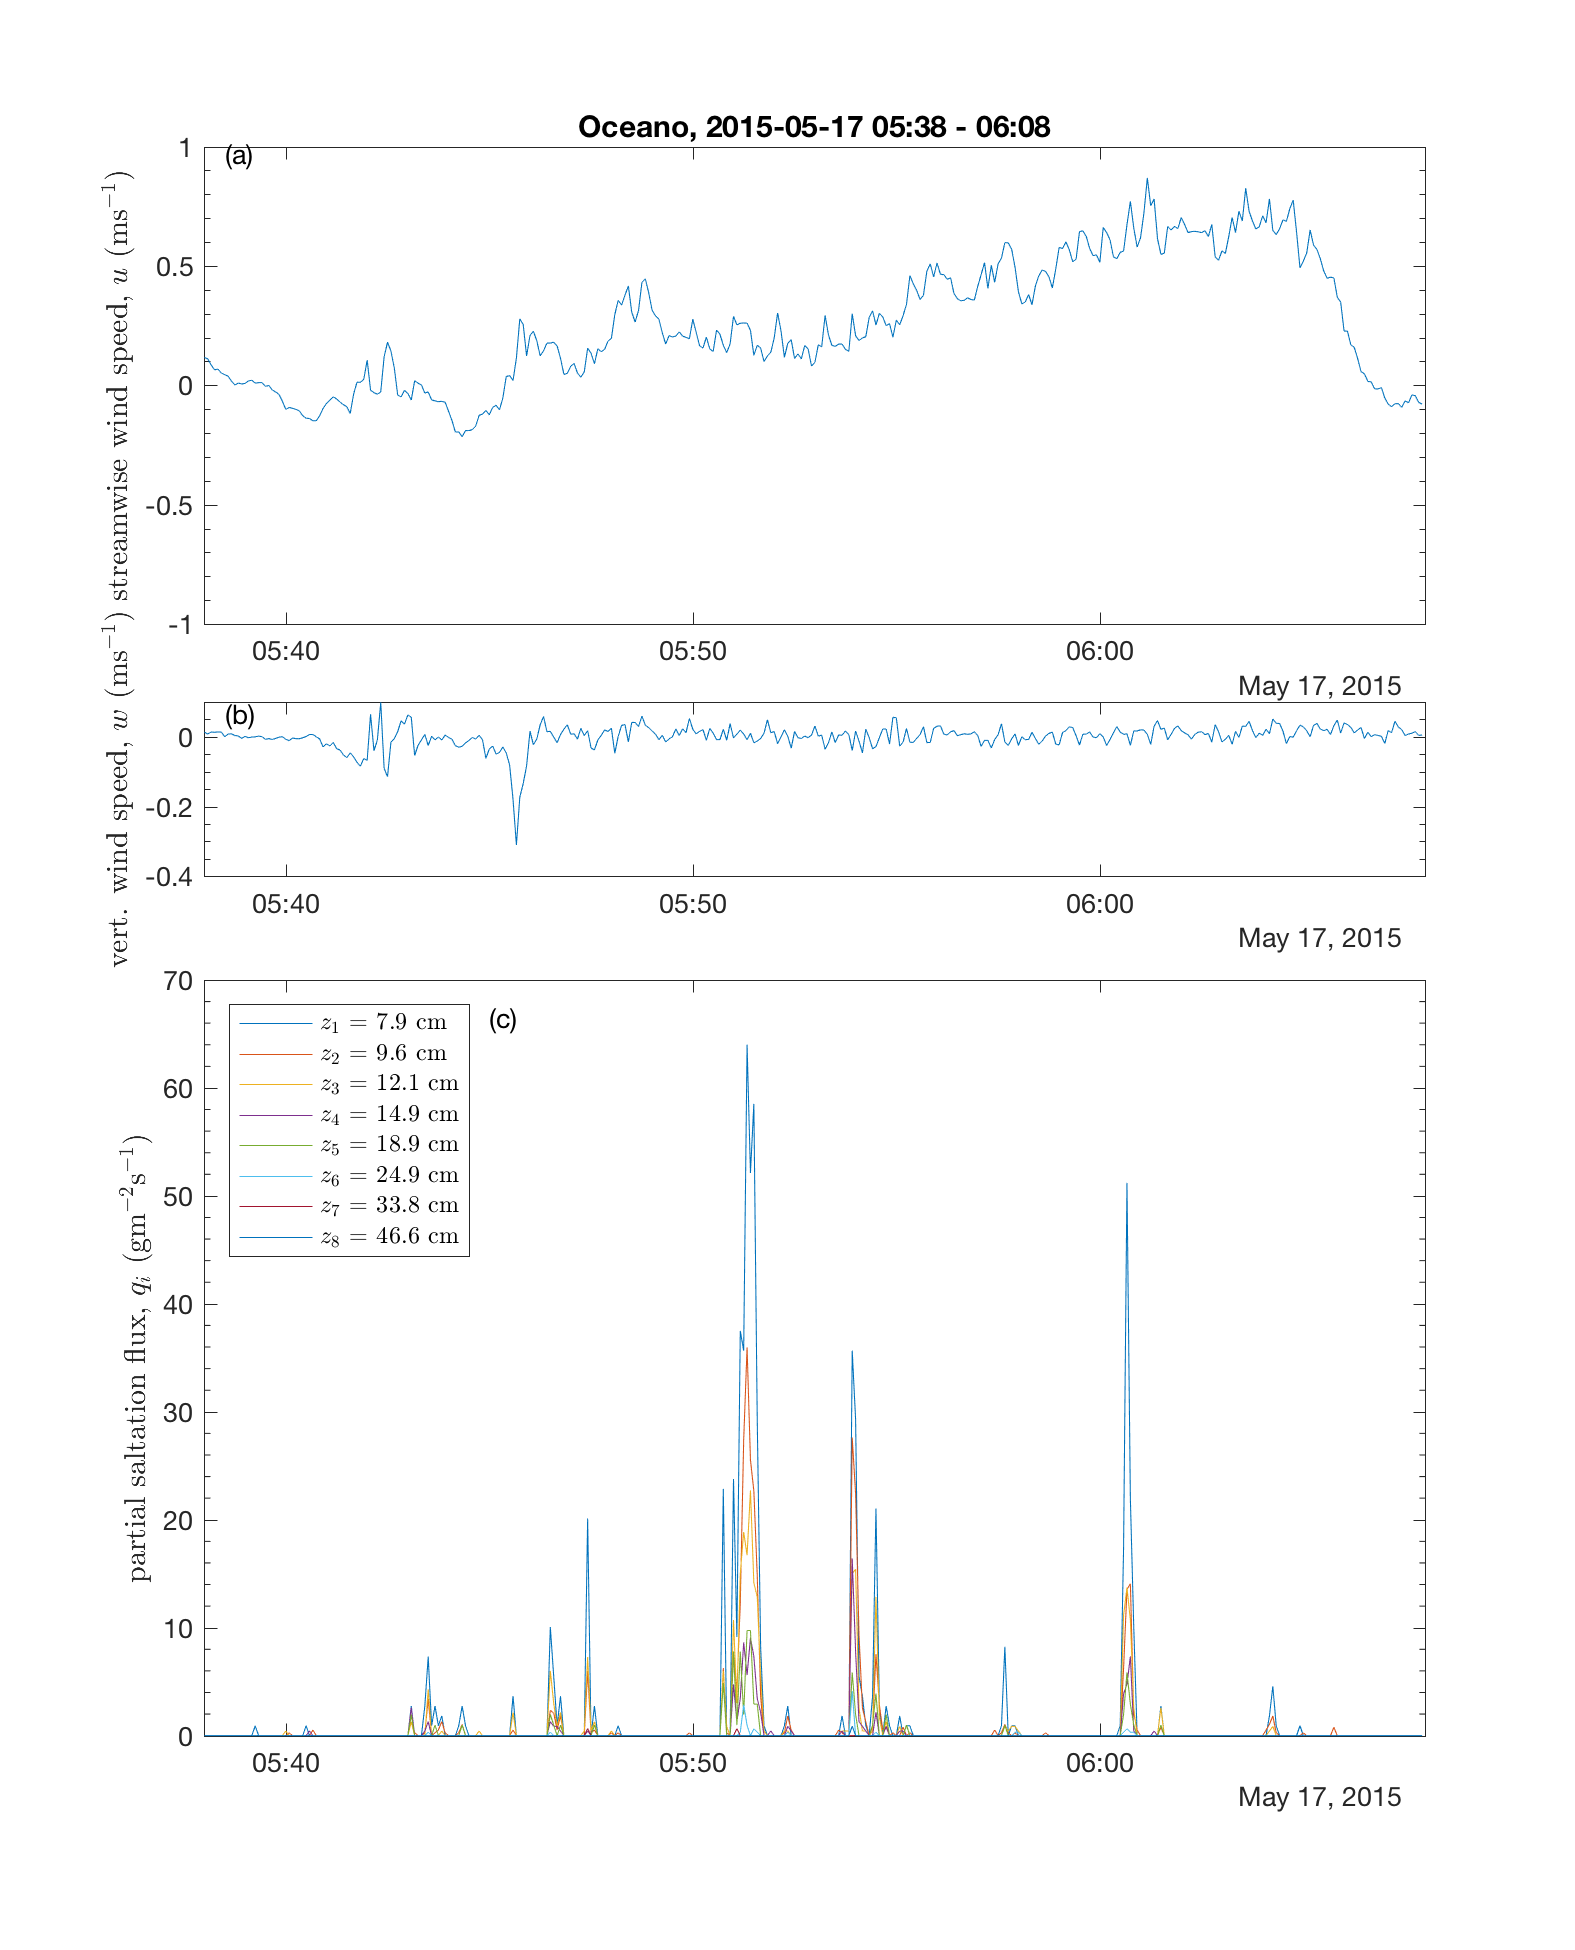 Oceano, 2015-05-17 05:38 - 06:08
(a)
streamwise wind speed, u (ms⁻¹)
1
0.5
0
-0.5
-1
05:40 05:50 06:00
May 17, 2015
(b)
vert. wind speed, w (ms⁻¹)
0
-0.2
-0.4
05:40 05:50 06:00
May 17, 2015
(c)
partial saltation flux, qᵢ (gm⁻²s⁻¹)
70
60
50
40
30
20
10
0
z₁ = 7.9 cm
z₂ = 9.6 cm
z₃ = 12.1 cm
z₄ = 14.9 cm
z₅ = 18.9 cm
z₆ = 24.9 cm
z₇ = 33.8 cm
z₈ = 46.6 cm
05:40 05:50 06:00
May 17, 2015